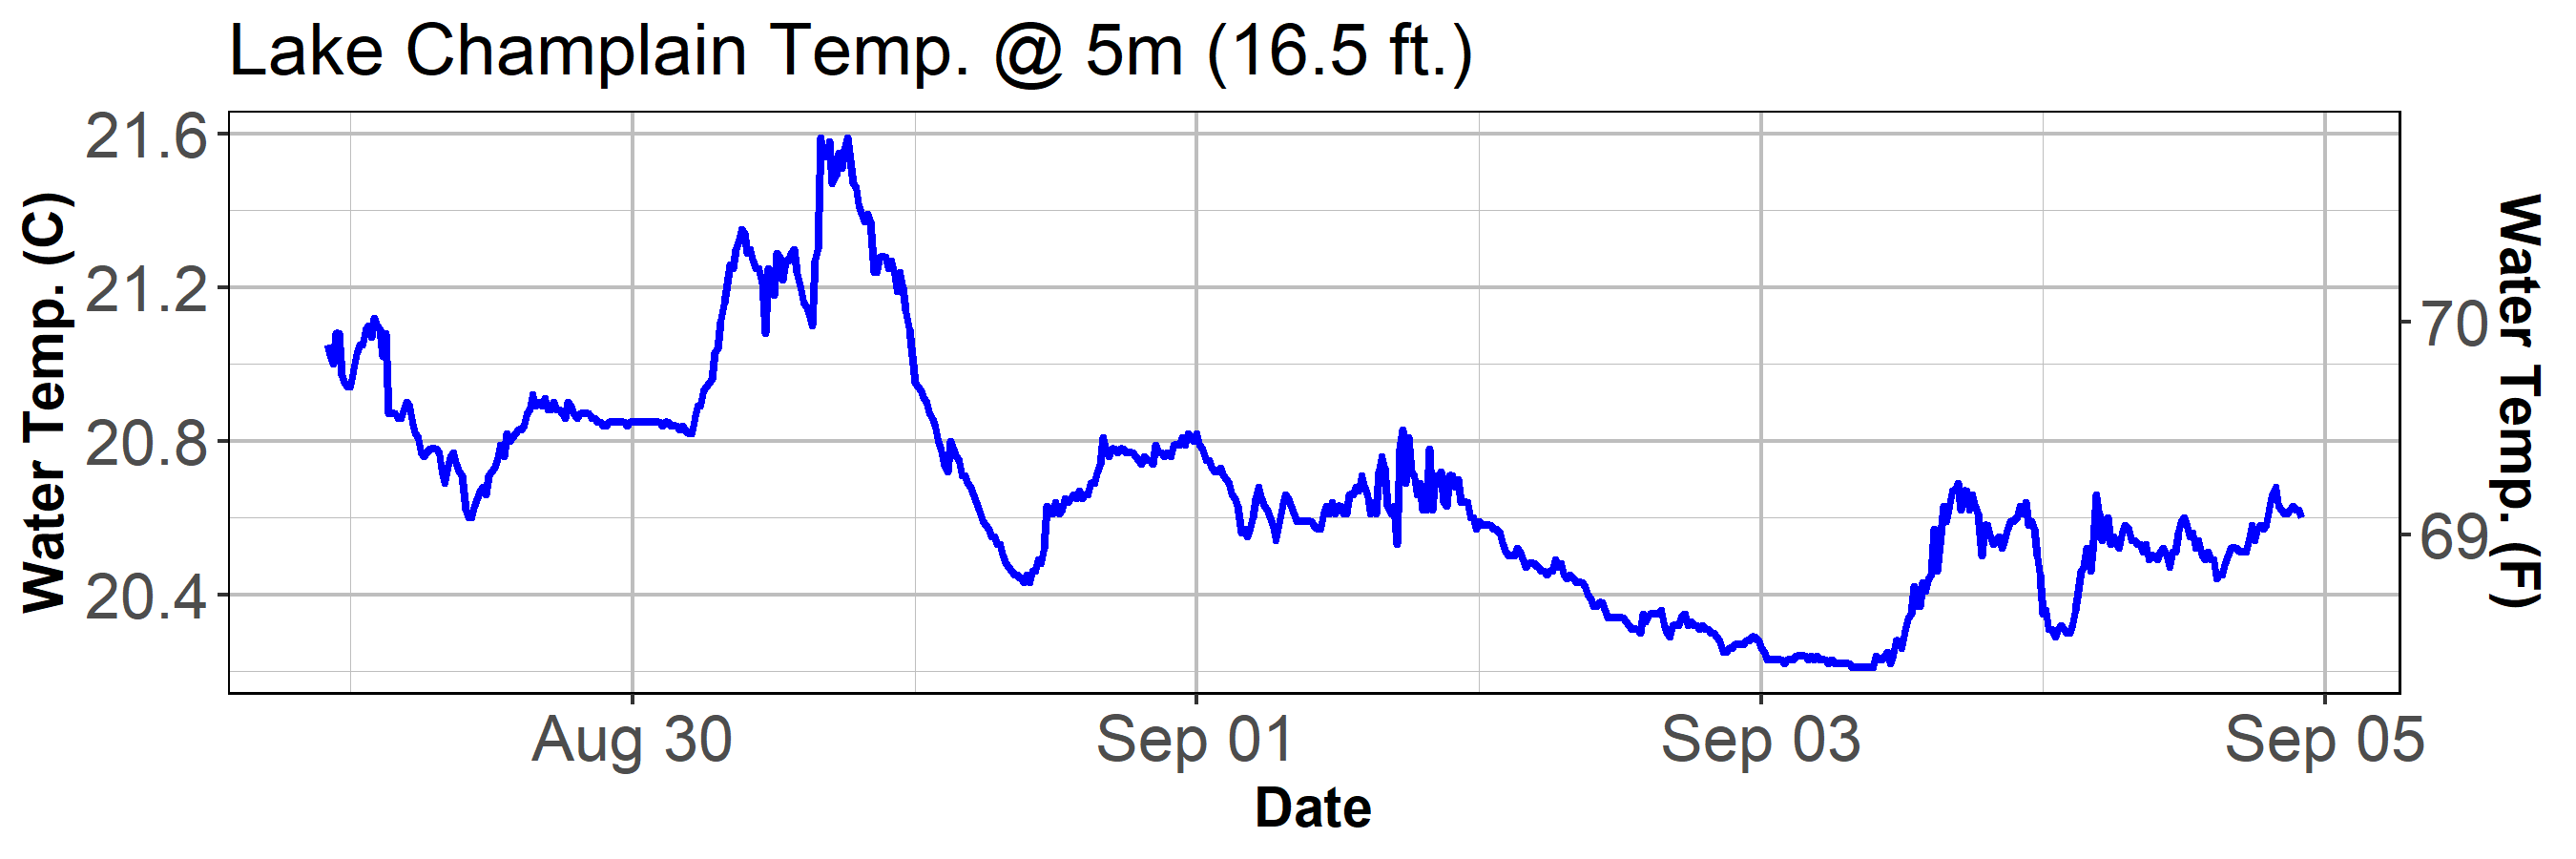 Lake Champlain Temp. @ 5m (16.5 ft.)
Water Temp. (C)
21.6
21.2
20.8
20.4
70
69
Water Temp. (F)
Aug 30
Sep 01
Sep 03
Sep 05
Date